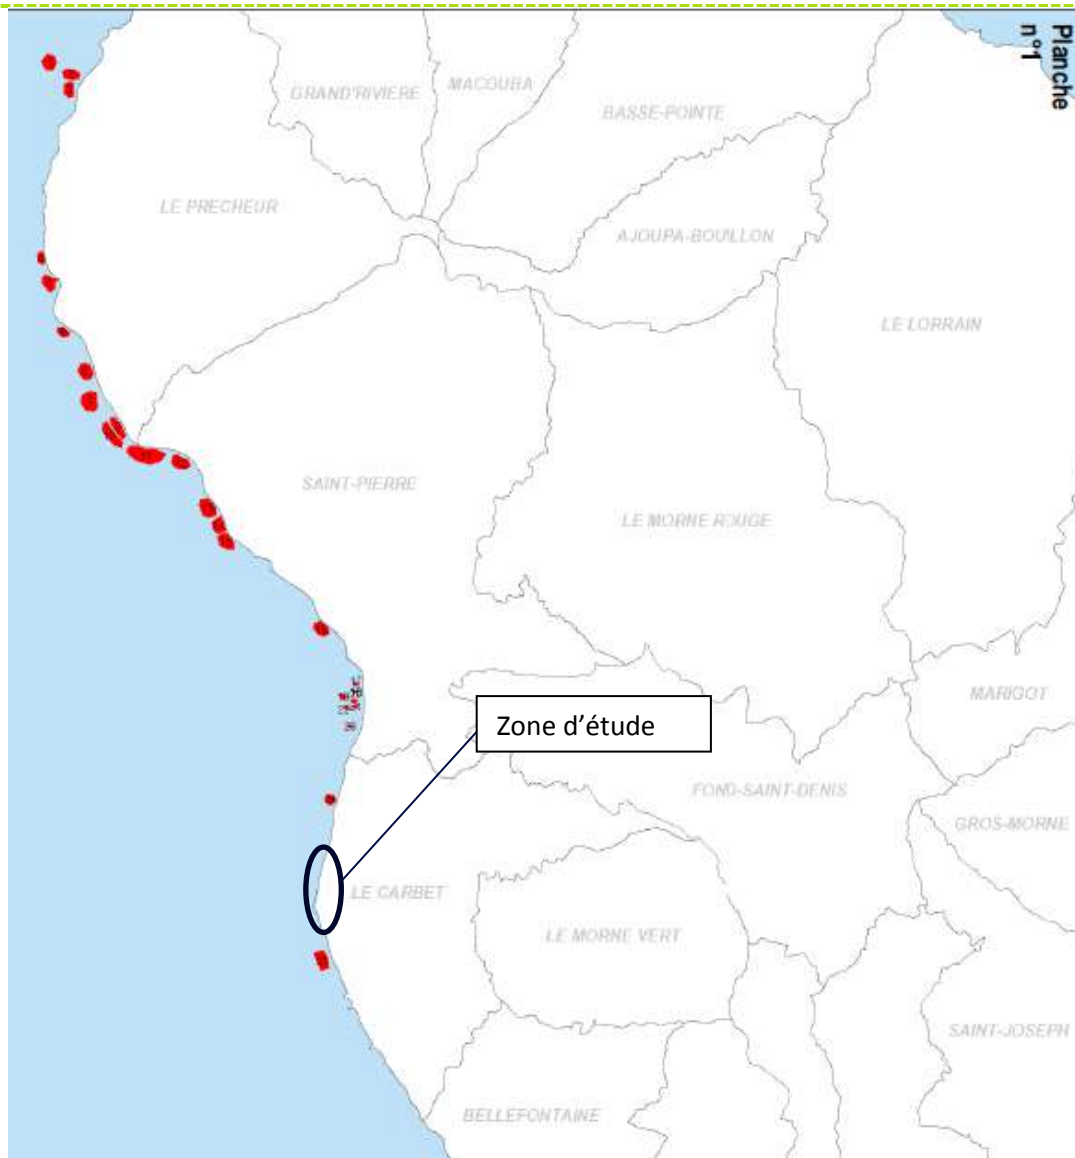 Planche
n°1
GRAND'RIVIERE
MACOUBA
BASSE-POINTE
LE PRECHEUR
AJOUPA-BOUILLON
LE LORRAIN
SAINT-PIERRE
LE MORNE ROUGE
MARIGOT
Zone d'étude
FOND-SAINT-DENIS
GROS-MORNE
LE CARBET
LE MORNE VERT
SAINT-JOSEPH
BELLEFONTAINE